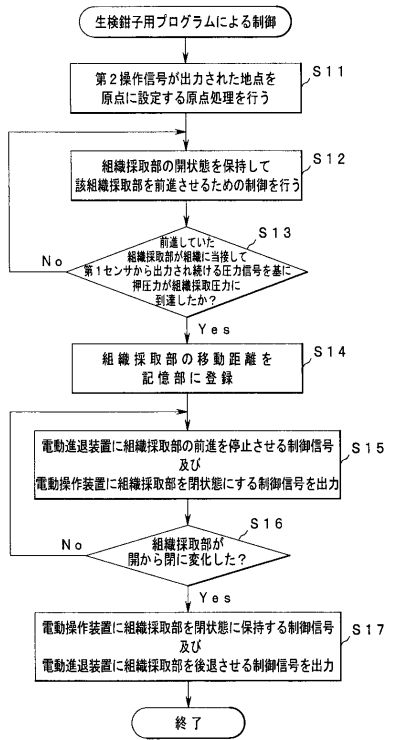 生検鉗子用プログラムによる制御
第２操作信号が出力された地点を
原点に設定する原点処理を行う
Ｓ１１
組織採取部の開状態を保持して
該組織採取部を前進させるための制御を行う
Ｓ１２
前進していた
組織採取部が組織に当接して
第１センサから出力され続ける圧力信号を基に
押圧力が組織採取圧力に
到達したか？
Ｓ１３
Ｎｏ
Ｙｅｓ
組織採取部の移動距離を
記憶部に登録
Ｓ１４
電動進退装置に組織採取部の前進を停止させる制御信号
及び
電動操作装置に組織採取部を閉状態にする制御信号を出力
Ｓ１５
組織採取部が
開から閉に変化した？
Ｓ１６
Ｎｏ
Ｙｅｓ
電動操作装置に組織採取部を閉状態に保持する制御信号
及び
電動進退装置に組織採取部を後退させる制御信号を出力
Ｓ１７
終了